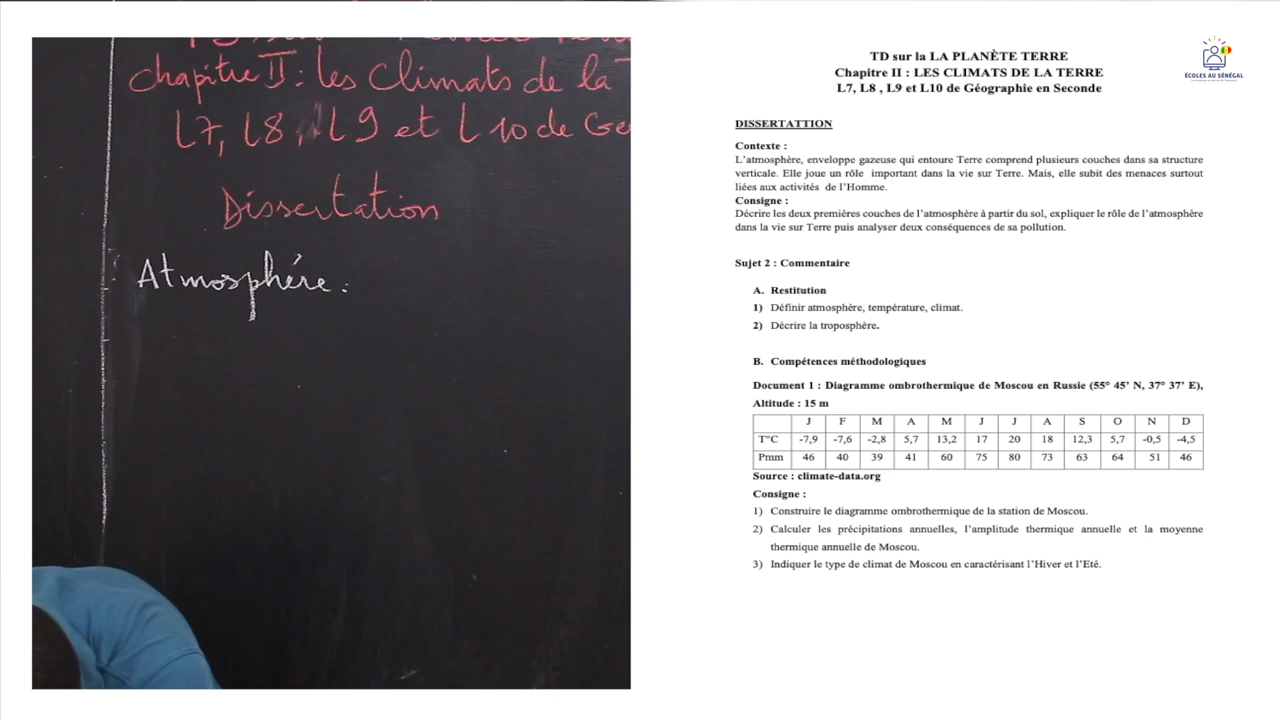 Chapitre II : les Climats de la
L7, L8, L9 et L10 de Ge
Dissertation
Atmosphére :
TD sur la LA PLANÈTE TERRE
Chapitre II : LES CLIMATS DE LA TERRE
L7, L8 , L9 et L10 de Géographie en Seconde
ÉCOLES AU SÉNÉGAL
DISSERTATTION
Contexte :
L'atmosphère, enveloppe gazeuse qui entoure Terre comprend plusieurs couches dans sa structure
verticale. Elle joue un rôle important dans la vie sur Terre. Mais, elle subit des menaces surtout
liées aux activités de l'Homme.
Consigne :
Décrire les deux premières couches de l'atmosphère à partir du sol, expliquer le rôle de l'atmosphère
dans la vie sur Terre puis analyser deux conséquences de sa pollution.
Sujet 2 : Commentaire
A. Restitution
1) Définir atmosphère, température, climat.
2) Décrire la troposphère.
B. Compétences méthodologiques
Document 1 : Diagramme ombrothermique de Moscou en Russie (55° 45' N, 37° 37' E),
Altitude : 15 m
J F M A M J J A S O N D
T°C -7,9 -7,6 -2,8 5,7 13,2 17 20 18 12,3 5,7 -0,5 -4,5
Pmm 46 40 39 41 60 75 80 73 63 64 51 46
Source : climate-data.org
Consigne :
1) Construire le diagramme ombrothermique de la station de Moscou.
2) Calculer les précipitations annuelles, l'amplitude thermique annuelle et la moyenne
thermique annuelle de Moscou.
3) Indiquer le type de climat de Moscou en caractérisant l'Hiver et l'Eté.